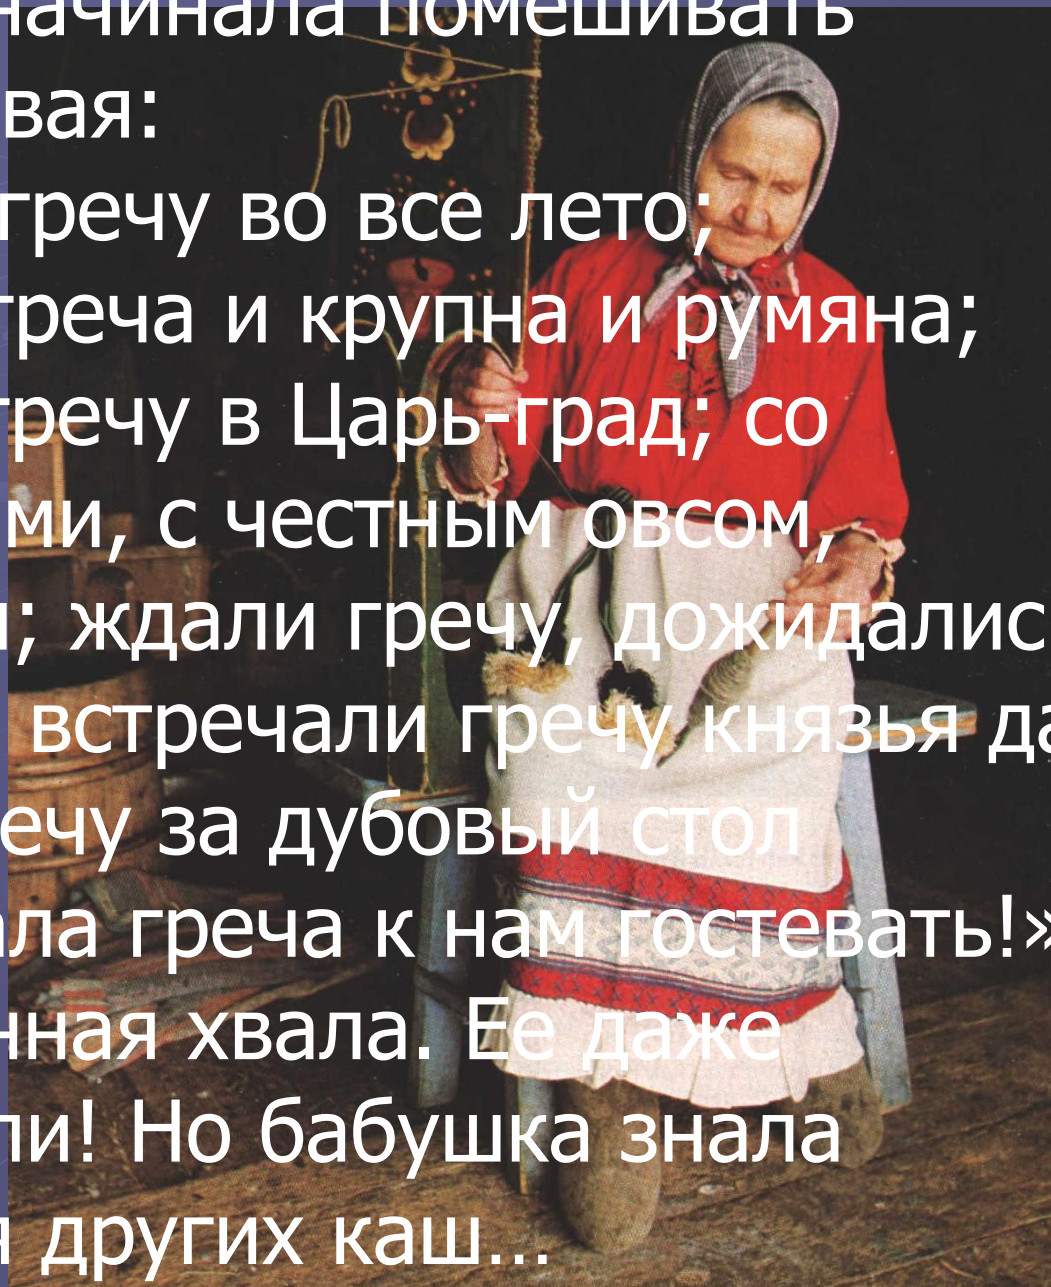 начинала помешивать
вая:
гречу во все лето;
греча и крупна и румяна;
гречу в Царь-град; со
ми, с честным овсом,
; ждали гречу, дожидалис
встречали гречу князья да
ечу за дубовый стол
ала греча к нам гостевать!»
нная хвала. Ее даже
ли! Но бабушка знала
я других каш...